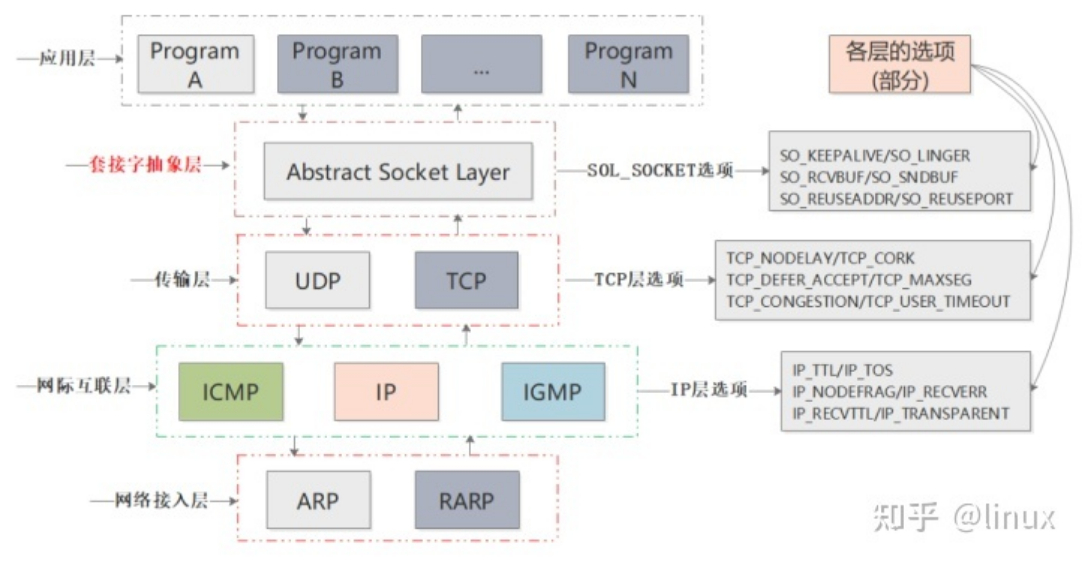 应用层
Program
A
Program
B
...
Program
N
各层的选项
(部分)
套接字抽象层
Abstract Socket Layer
SOL_SOCKET选项
SO_KEEPALIVE/SO_LINGER
SO_RCVBUF/SO_SNDBUF
SO_REUSEADDR/SO_REUSEPORT
传输层
UDP
TCP
TCP层选项
TCP_NODELAY/TCP_CORK
TCP_DEFER_ACCEPT/TCP_MAXSEG
TCP_CONGESTION/TCP_USER_TIMEOUT
网际互联层
ICMP
IP
IGMP
IP层选项
IP_TTL/IP_TOS
IP_NODEFRAG/IP_RECVERR
IP_RECVTTL/IP_TRANSPARENT
网络接入层
ARP
RARP
知乎 @linux